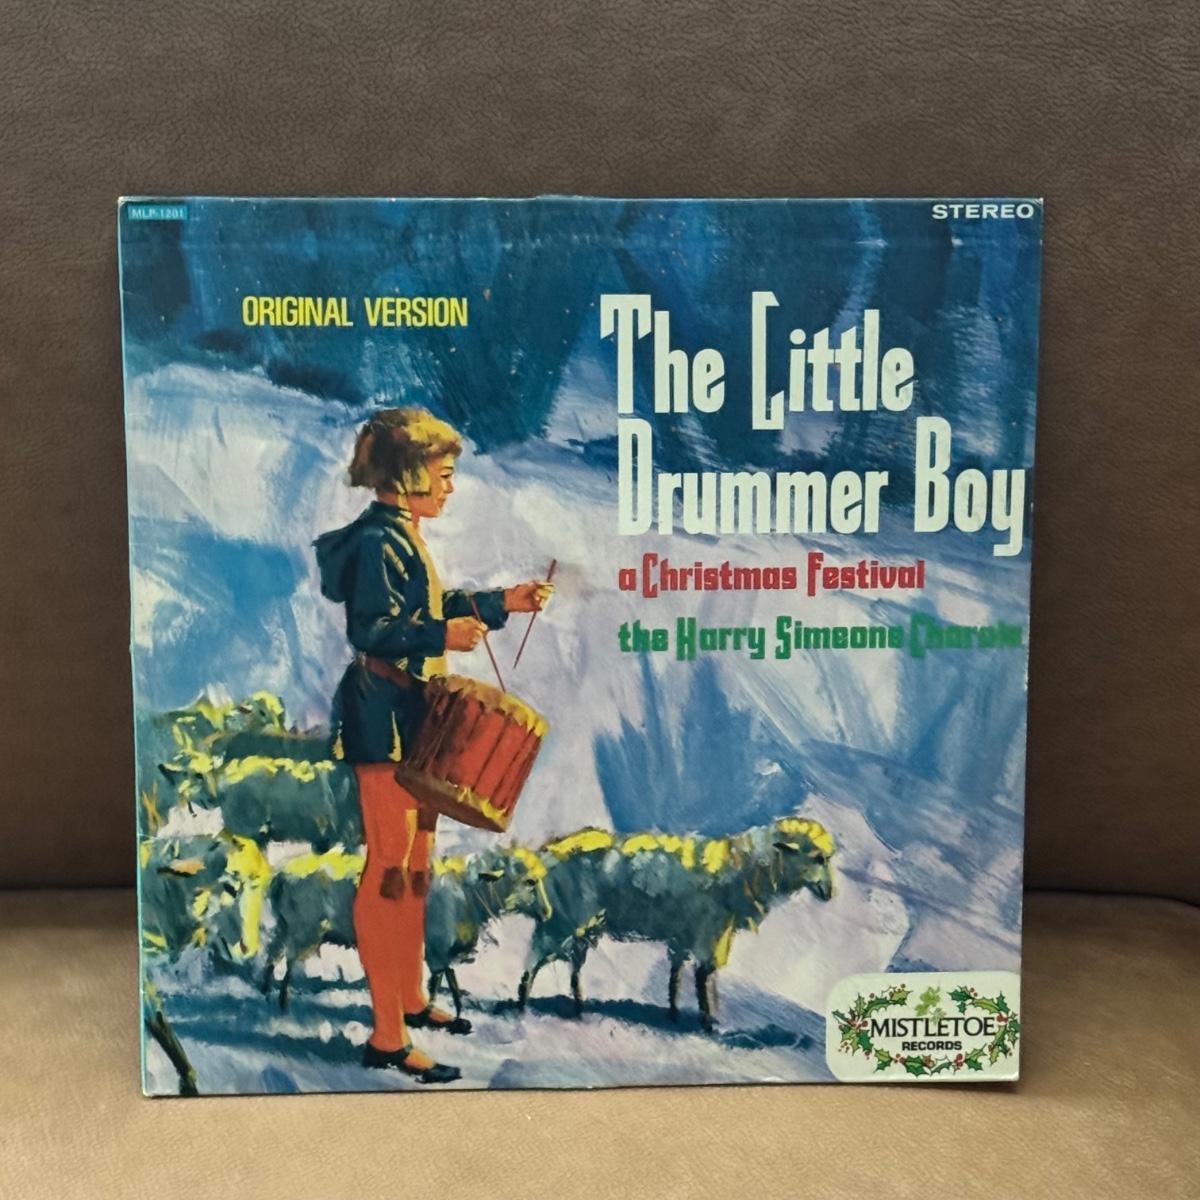 MLP-1201
STEREO
ORIGINAL VERSION
The Little
Drummer Boy
a Christmas Festival
the Harry Simeone Chorale
MISTLETOE
RECORDS